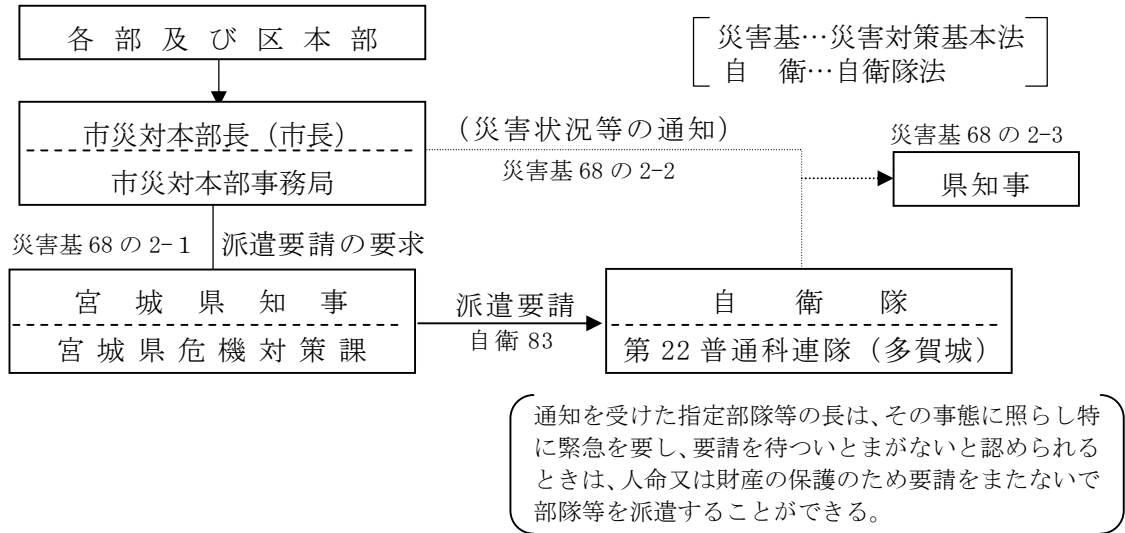 各部及び区本部
災害基…災害対策基本法
自　衛…自衛隊法
市災対本部長（市長）
市災対本部事務局
（災害状況等の通知）
災害基 68 の 2-2
災害基 68 の 2-3
県知事
災害基 68 の 2-１
派遣要請の要求
宮城県知事
宮城県危機対策課
派遣要請
自衛 83
自衛隊
第 22 普通科連隊（多賀城）
通知を受けた指定部隊等の長は、その事態に照らし特
に緊急を要し、要請を待ついとまがないと認められる
ときは、人命又は財産の保護のため要請をまたないで
部隊等を派遣することができる。